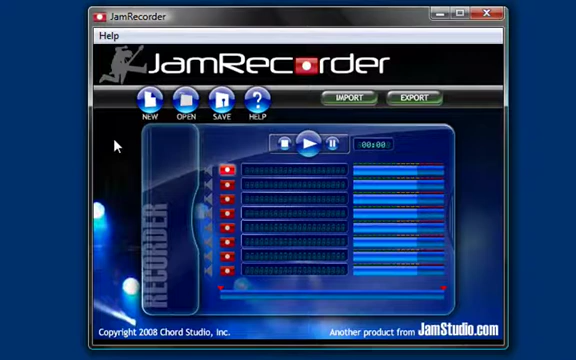 JamRecorder
Help
JamRecorder
NEW OPEN SAVE HELP IMPORT EXPORT
00:00
RECORDER
Copyright 2008 Chord Studio, Inc. Another product from JamStudio.com